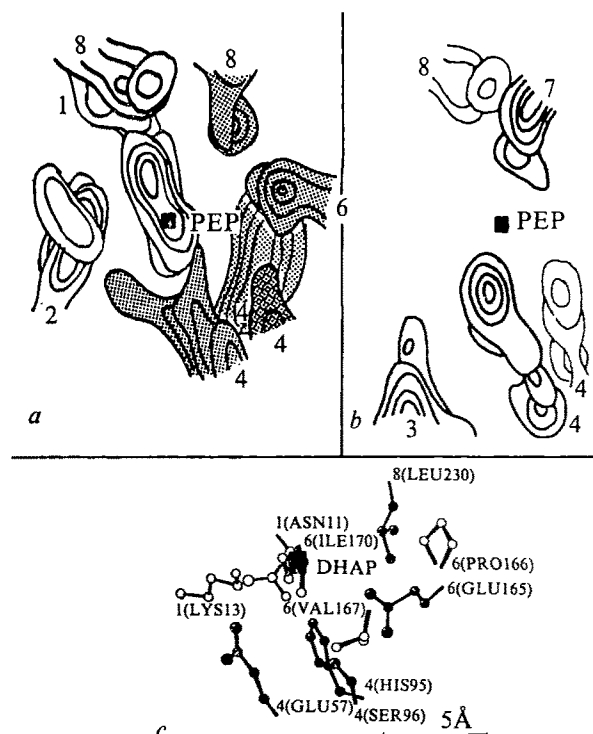 8
8
1
PEP
6
2
4
4
4
a
8
7
PEP
3
4
4
b
8(LEU230)
1(ASN11)
6(ILE170)
DHAP
6(PRO166)
1(LYS13)
6(VAL167)
6(GLU165)
4(HIS95)
4(GLU57)
4(SER96)
5Å
c